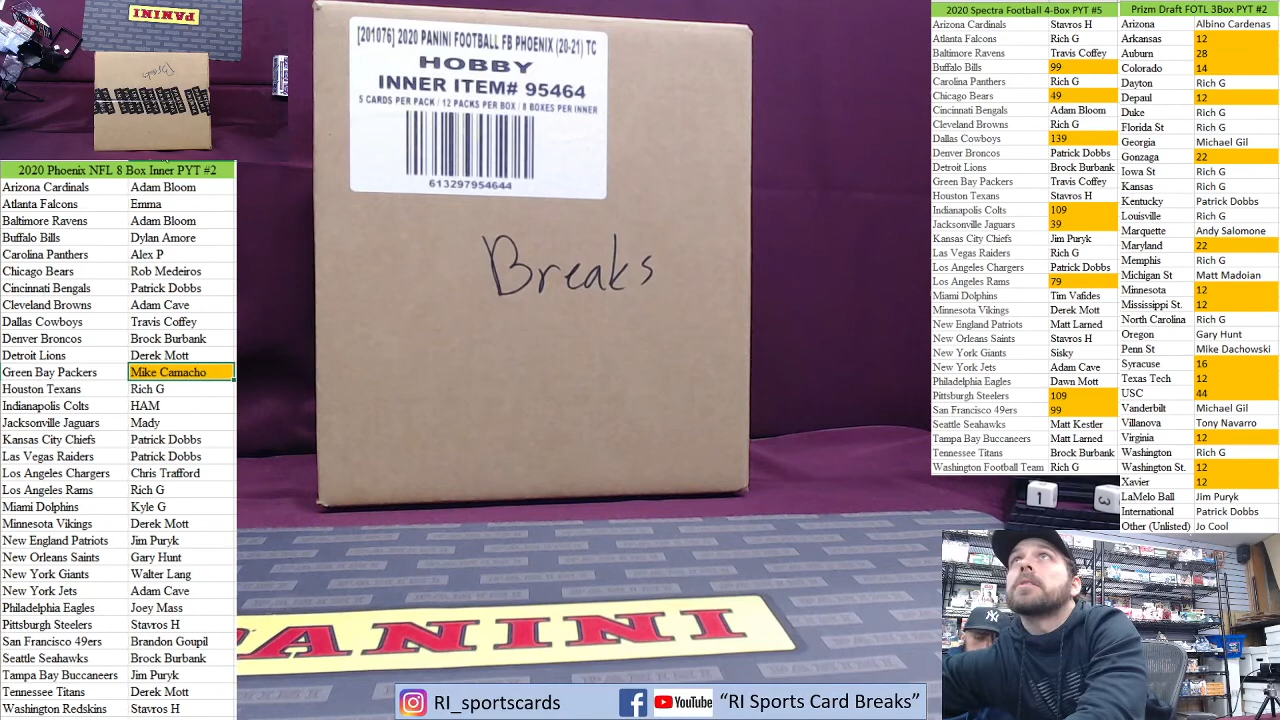 PANINI
Breaks
2020 Phoenix NFL 8 Box Inner PYT #2
Arizona Cardinals Adam Bloom
Atlanta Falcons Emma
Baltimore Ravens Adam Bloom
Buffalo Bills Dylan Amore
Carolina Panthers Alex P
Chicago Bears Rob Medeiros
Cincinnati Bengals Patrick Dobbs
Cleveland Browns Adam Cave
Dallas Cowboys Travis Coffey
Denver Broncos Brock Burbank
Detroit Lions Derek Mott
Green Bay Packers Mike Camacho
Houston Texans Rich G
Indianapolis Colts HAM
Jacksonville Jaguars Mady
Kansas City Chiefs Patrick Dobbs
Las Vegas Raiders Patrick Dobbs
Los Angeles Chargers Chris Trafford
Los Angeles Rams Rich G
Miami Dolphins Kyle G
Minnesota Vikings Derek Mott
New England Patriots Jim Puryk
New Orleans Saints Gary Hunt
New York Giants Walter Lang
New York Jets Adam Cave
Philadelphia Eagles Joey Mass
Pittsburgh Steelers Stavros H
San Francisco 49ers Brandon Goupil
Seattle Seahawks Brock Burbank
Tampa Bay Buccaneers Jim Puryk
Tennessee Titans Derek Mott
Washington Redskins Stavros H
[201076] 2020 PANINI FOOTBALL FB PHOENIX (20-21) TC
HOBBY
INNER ITEM# 95464
5 CARDS PER PACK / 12 PACKS PER BOX / 8 BOXES PER INNER
613297954644
Breaks
PANINI
RI_sportscards YouTube "RI Sports Card Breaks"
2020 Spectra Football 4-Box PYT #5
Arizona Cardinals Stavros H
Atlanta Falcons Rich G
Baltimore Ravens Travis Coffey
Buffalo Bills 99
Carolina Panthers Rich G
Chicago Bears 49
Cincinnati Bengals Adam Bloom
Cleveland Browns Rich G
Dallas Cowboys 139
Denver Broncos Patrick Dobbs
Detroit Lions Brock Burbank
Green Bay Packers Travis Coffey
Houston Texans Stavros H
Indianapolis Colts 109
Jacksonville Jaguars 39
Kansas City Chiefs Jim Puryk
Las Vegas Raiders Rich G
Los Angeles Chargers Patrick Dobbs
Los Angeles Rams 79
Miami Dolphins Tim Vafides
Minnesota Vikings Derek Mott
New England Patriots Matt Larned
New Orleans Saints Stavros H
New York Giants Sisky
New York Jets Adam Cave
Philadelphia Eagles Dawn Mott
Pittsburgh Steelers 109
San Francisco 49ers 99
Seattle Seahawks Matt Kestler
Tampa Bay Buccaneers Matt Larned
Tennessee Titans Brock Burbank
Washington Football Team Rich G
Prizm Draft FOTL 3Box PYT #2
Arizona Albino Cardenas
Arkansas 12
Auburn 28
Colorado 14
Dayton Rich G
Depaul 12
Duke Rich G
Florida St Rich G
Georgia Michael Gil
Gonzaga 22
Iowa St Rich G
Kansas Rich G
Kentucky Patrick Dobbs
Louisville Rich G
Marquette Andy Salomone
Maryland 22
Memphis Rich G
Michigan St Matt Madoian
Minnesota 12
Mississippi St. 12
North Carolina Rich G
Oregon Gary Hunt
Penn St MIke Dachowski
Syracuse 16
Texas Tech 12
USC 44
Vanderbilt Michael Gil
Villanova Tony Navarro
Virginia 12
Washington Rich G
Washington St. 12
Xavier 12
LaMelo Ball Jim Puryk
International Patrick Dobbs
Other (Unlisted) Jo Cool
1 3